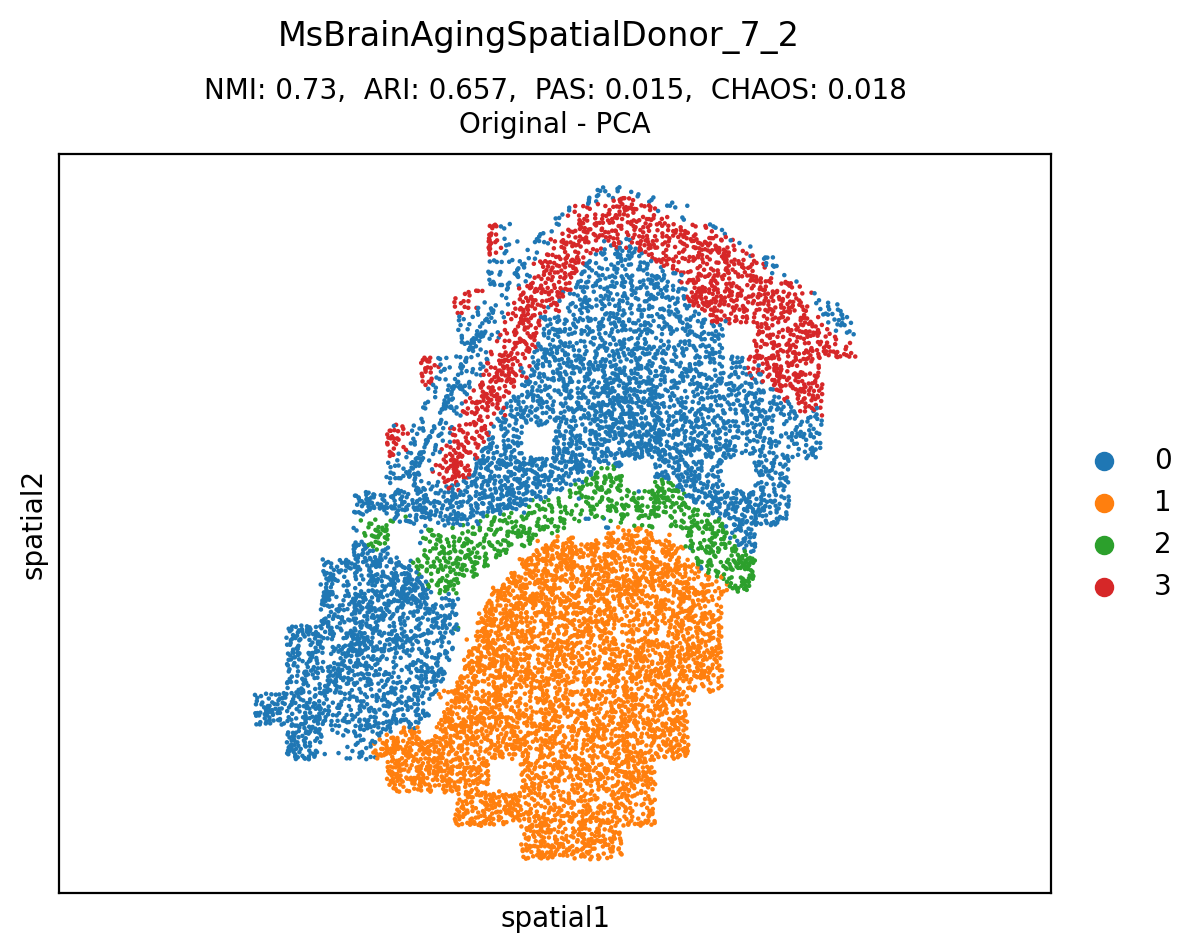 MsBrainAgingSpatialDonor_7_2
NMI: 0.73,  ARI: 0.657,  PAS: 0.015,  CHAOS: 0.018
Original - PCA
spatial2
0
1
2
3
spatial1